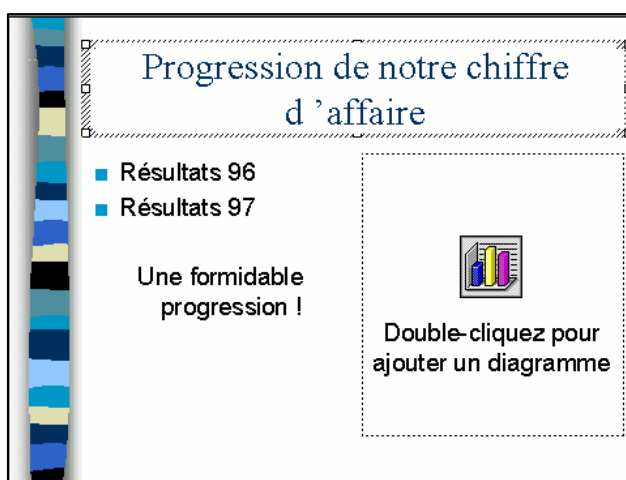 Progression de notre chiffre
d ’affaire
Résultats 96
Résultats 97
Une formidable
progression !
Double-cliquez pour
ajouter un diagramme